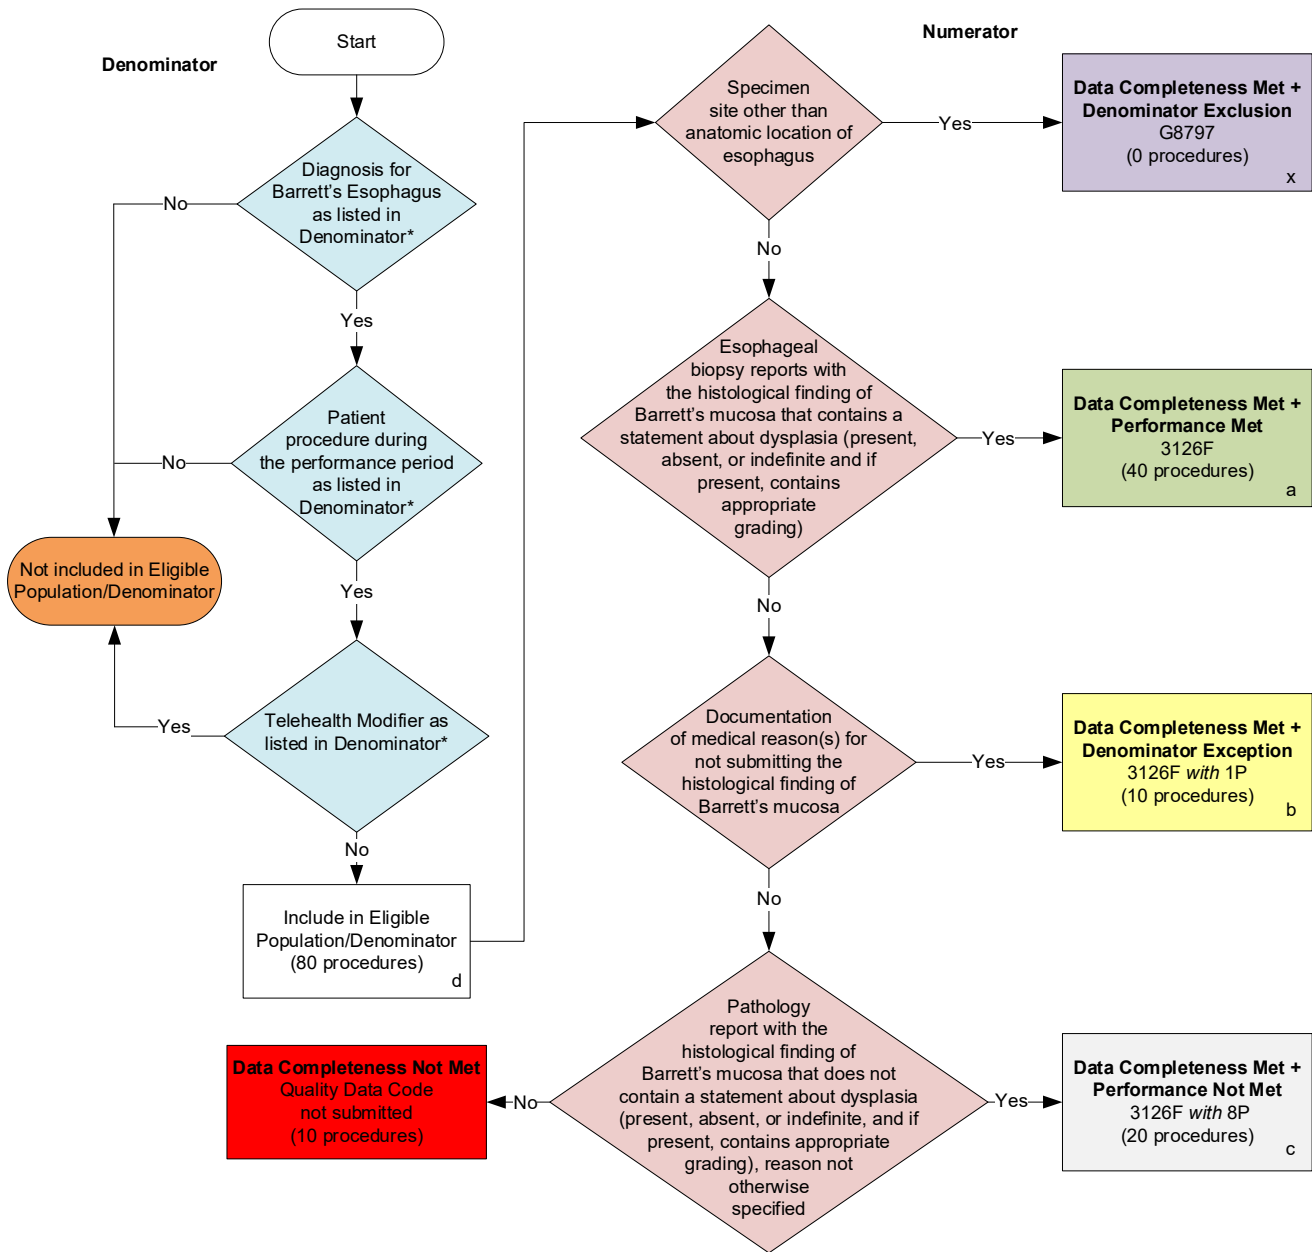 Denominator
Start
Diagnosis for
Barrett's Esophagus
as listed in
Denominator*
No
Yes
Patient
procedure during
the performance period
as listed in
Denominator*
No
Not included in Eligible
Population/Denominator
Yes
Telehealth Modifier as
listed in Denominator*
Yes
No
Include in Eligible
Population/Denominator
(80 procedures)
d
Numerator
Specimen
site other than
anatomic location of
esophagus
Yes
Data Completeness Met +
Denominator Exclusion
G8797
(0 procedures)
x
No
Esophageal
biopsy reports with
the histological finding of
Barrett's mucosa that contains a
statement about dysplasia (present,
absent, or indefinite and if
present, contains
appropriate
grading)
Yes
Data Completeness Met +
Performance Met
3126F
(40 procedures)
a
No
Documentation
of medical reason(s) for
not submitting the
histological finding of
Barrett's mucosa
Yes
Data Completeness Met +
Denominator Exception
3126F with 1P
(10 procedures)
b
No
Pathology
report with the
histological finding of
Barrett's mucosa that does not
contain a statement about dysplasia
(present, absent, or indefinite, and if
present, contains appropriate
grading), reason not
otherwise
specified
Yes
Data Completeness Met +
Performance Not Met
3126F with 8P
(20 procedures)
c
No
Data Completeness Not Met
Quality Data Code
not submitted
(10 procedures)